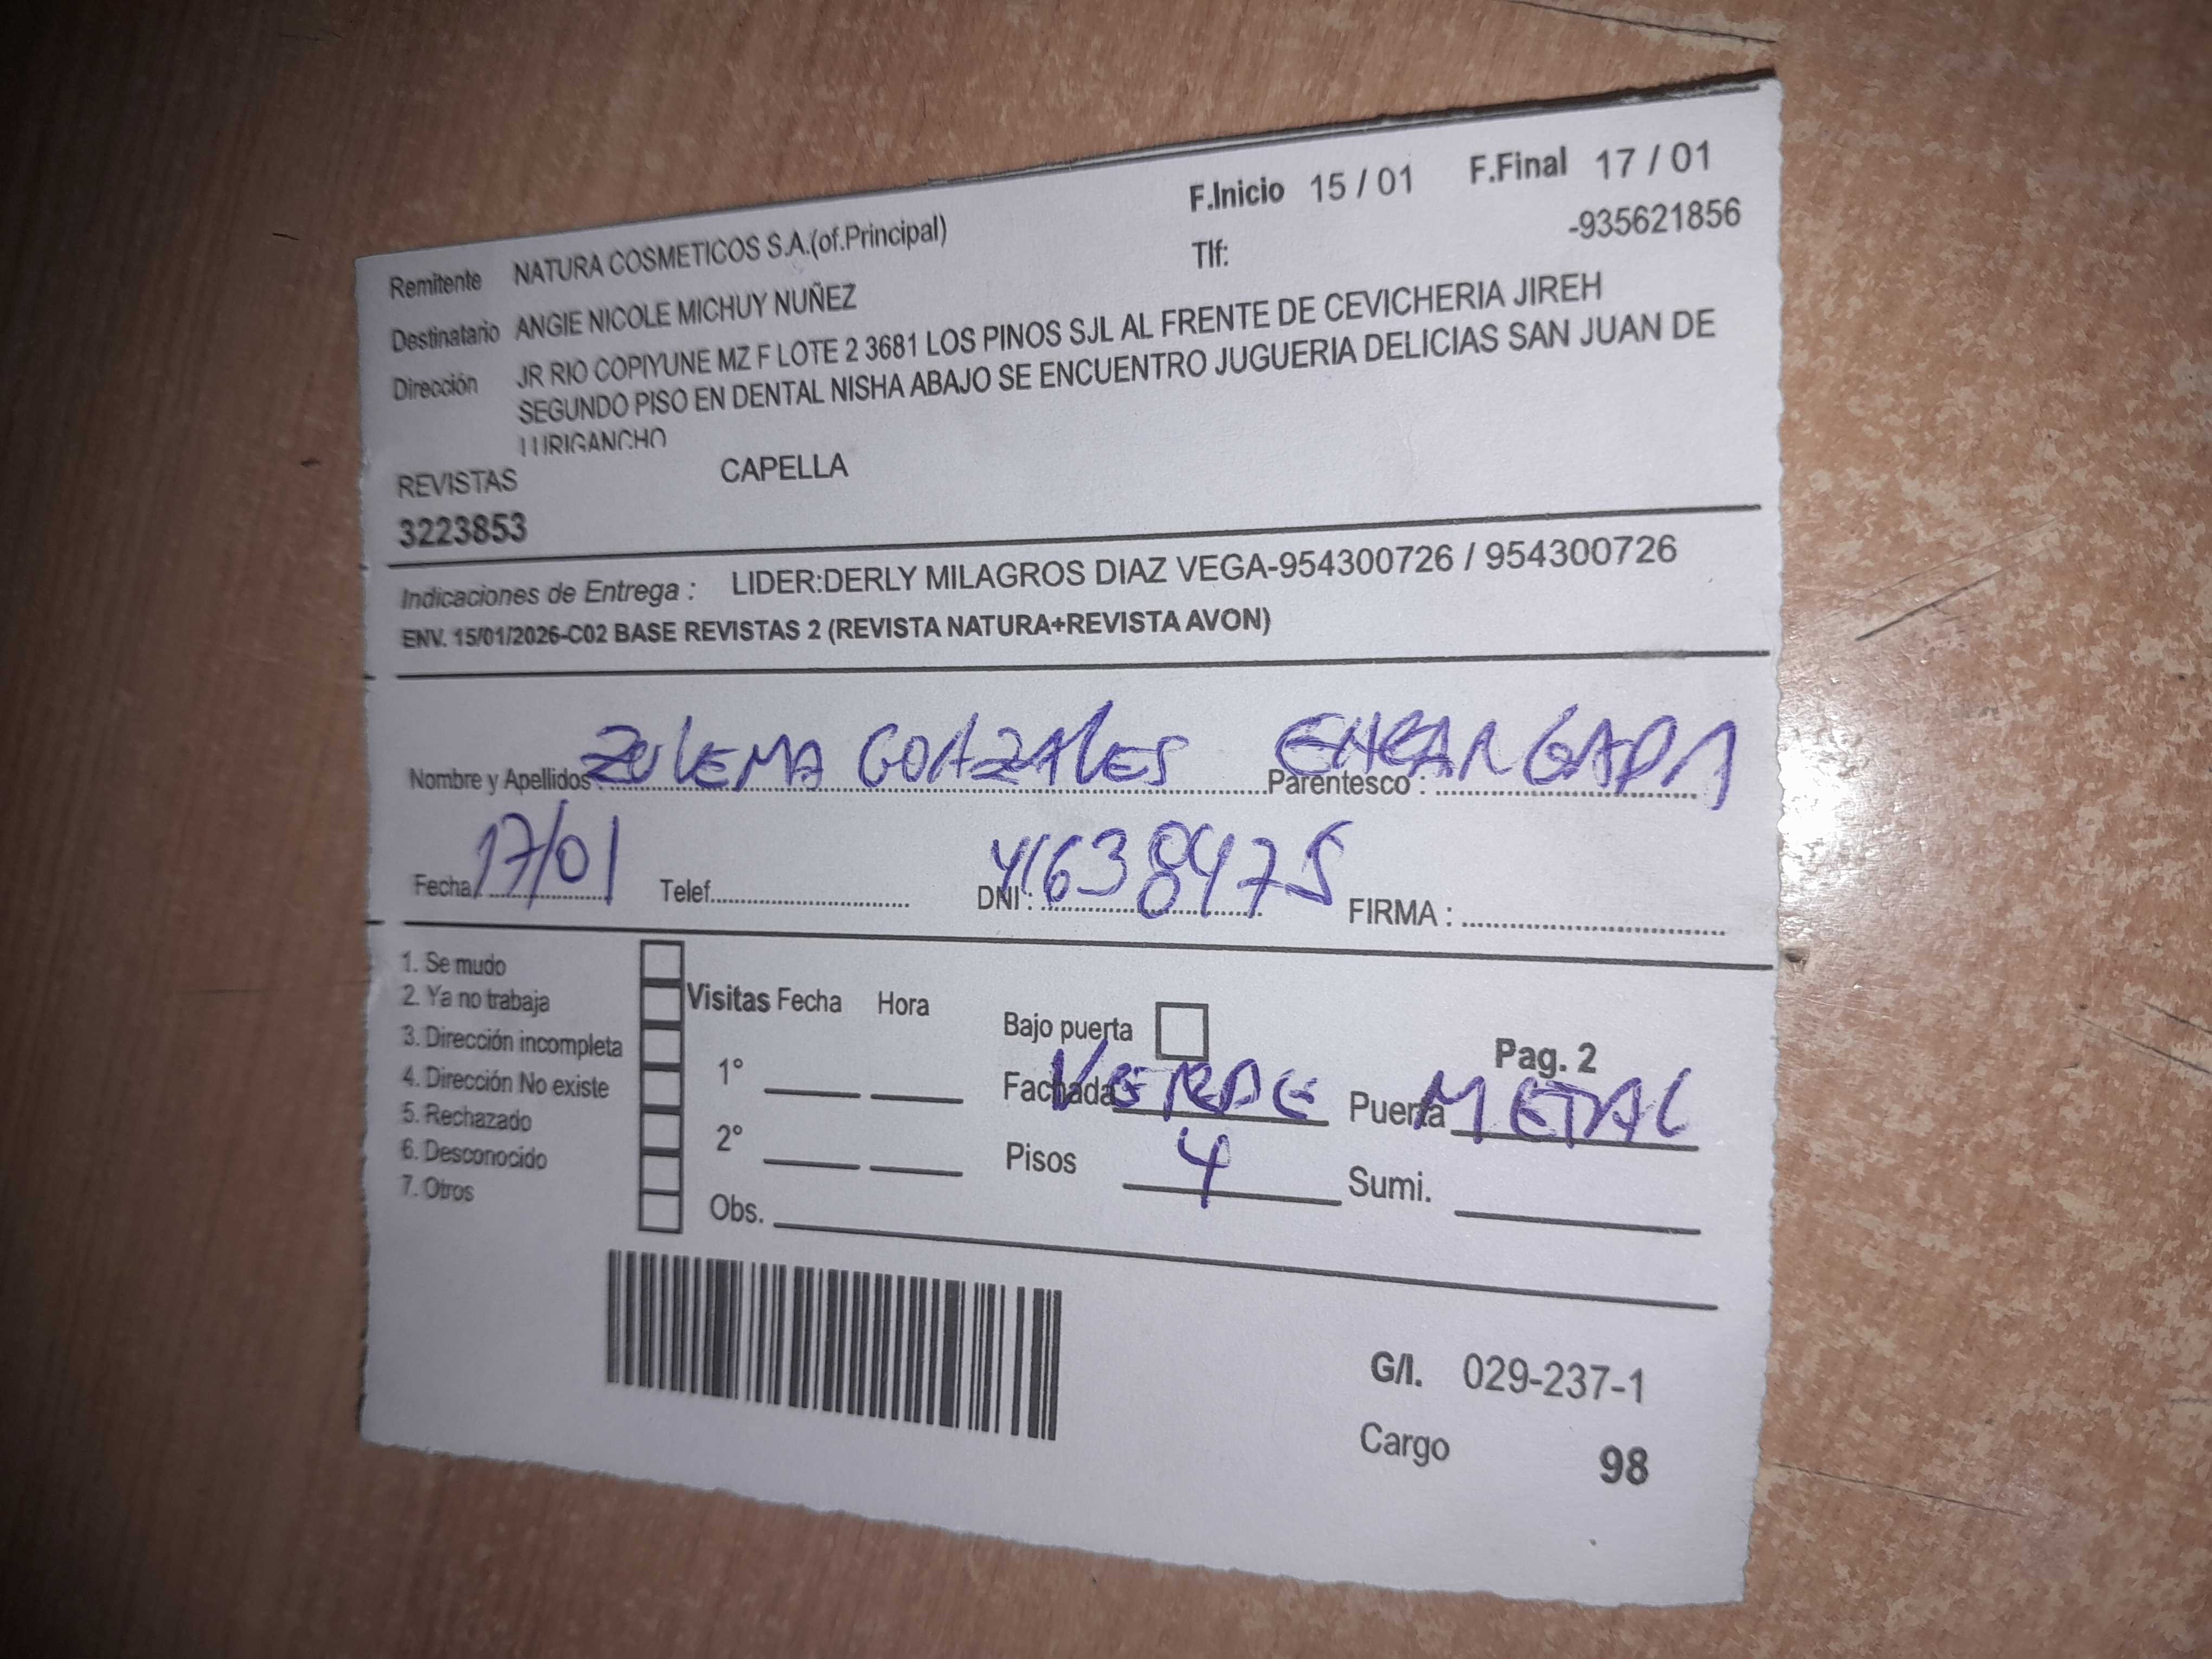 F.Inicio 15 / 01 F.Final 17 / 01
Remitente NATURA COSMETICOS S.A.(of.Principal) Tlf: -935621856
Destinatario ANGIE NICOLE MICHUY NUÑEZ
Dirección JR RIO COPIYUNE MZ F LOTE 2 3681 LOS PINOS SJL AL FRENTE DE CEVICHERIA JIREH
SEGUNDO PISO EN DENTAL NISHA ABAJO SE ENCUENTRO JUGUERIA DELICIAS SAN JUAN DE
LURIGANCHO
REVISTAS CAPELLA
3223853
Indicaciones de Entrega : LIDER:DERLY MILAGROS DIAZ VEGA-954300726 / 954300726
ENV. 15/01/2026-C02 BASE REVISTAS 2 (REVISTA NATURA+REVISTA AVON)
Nombre y Apellidos : ZULEMA GONZALES Parentesco : ENCARGADA
Fecha 17/01 Telef. DNI : 41638475 FIRMA :
1. Se mudo
2. Ya no trabaja
3. Dirección incompleta
4. Dirección No existe
5. Rechazado
6. Desconocido
7. Otros
Visitas Fecha Hora
1°
2°
Obs.
Bajo puerta
Pag. 2
Fachada VERDE Puerta METAL
Pisos 4 Sumi.
G/I. 029-237-1
Cargo 98